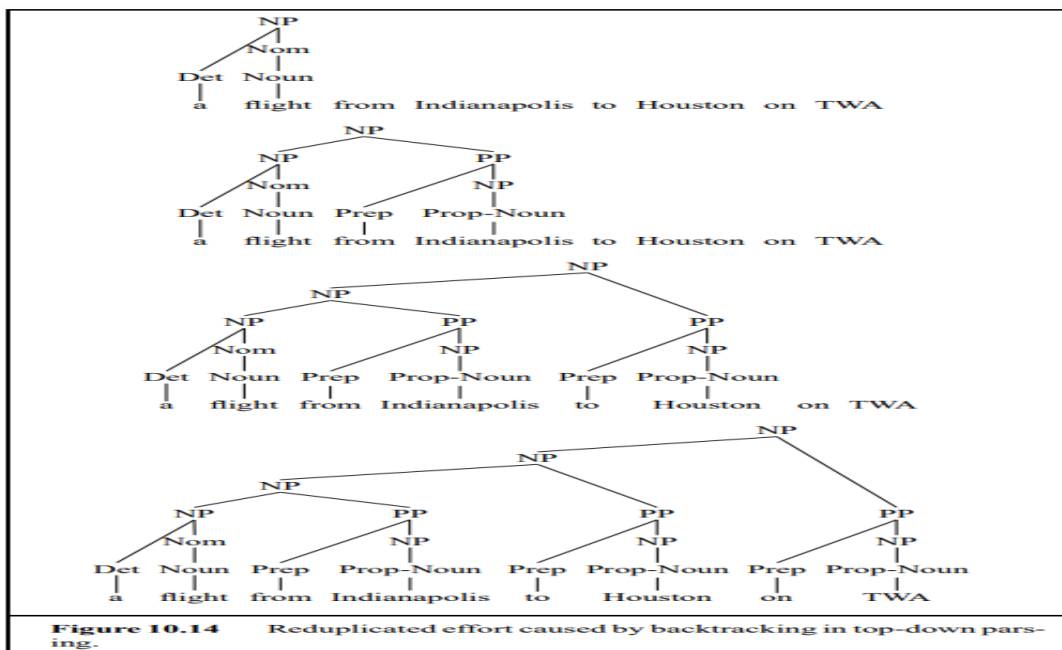 NP
Nom
Det Noun
a flight from Indianapolis to Houston on TWA
NP
NP PP
Nom NP
Det Noun Prep Prop-Noun
a flight from Indianapolis to Houston on TWA
NP
NP
NP PP PP
Nom NP NP
Det Noun Prep Prop-Noun Prep Prop-Noun
a flight from Indianapolis to Houston on TWA
NP
NP
NP
NP PP PP PP
Nom NP NP NP
Det Noun Prep Prop-Noun Prep Prop-Noun Prep Prop-Noun
a flight from Indianapolis to Houston on TWA
Figure 10.14 Reduplicated effort caused by backtracking in top-down pars-
ing.